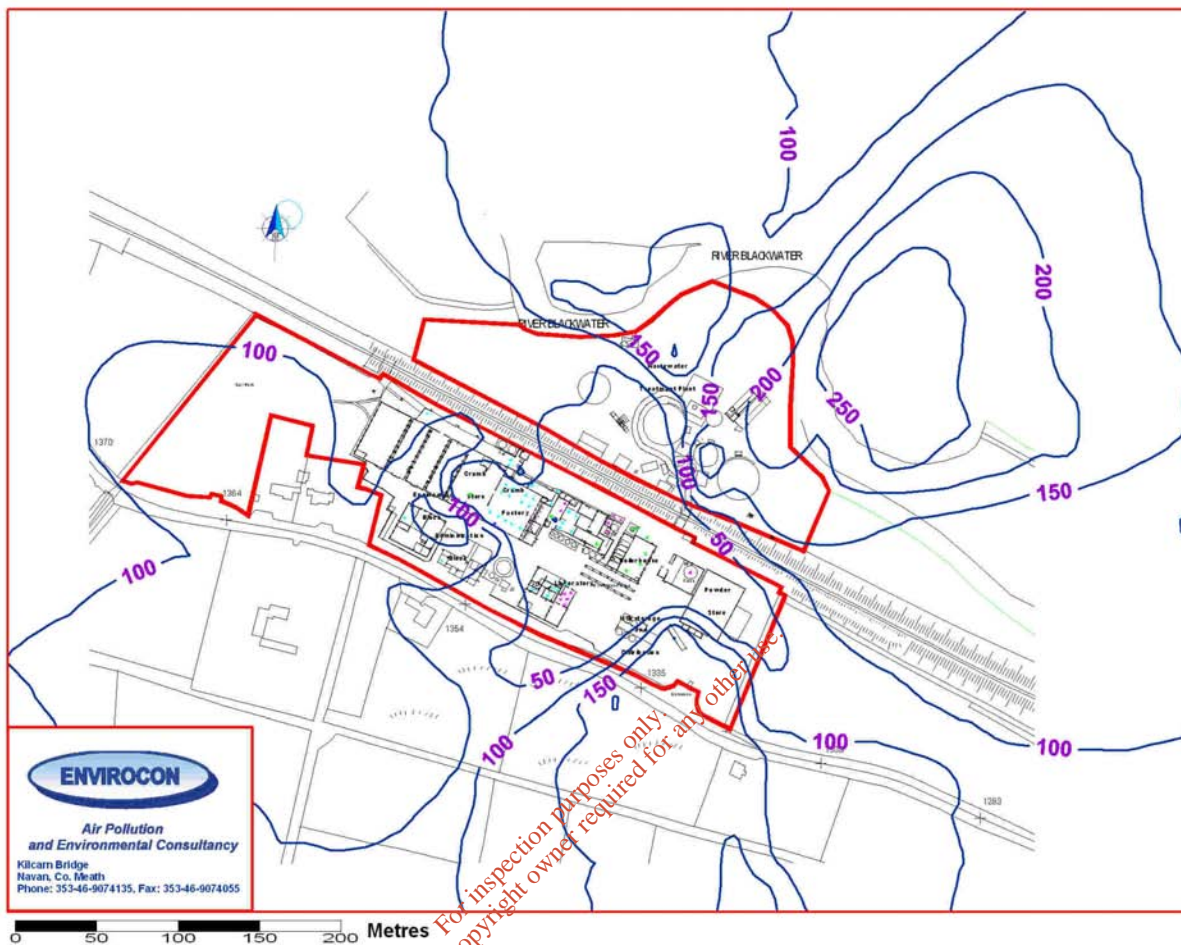 100
200
RIVER BLACKWATER
RIVER BLACKWATER
150
Wastewater
Treatment Plant
100
150
200
250
100
150
1370
1364
Crumb
Store
Crumb
Factory
100
50
100
1354
Laboratory
Powder
Store
50
150
1335
100
100
100
1283
ENVIROCON
Air Pollution
and Environmental Consultancy
Kilcarn Bridge
Navan, Co. Meath
Phone: 353-46-9074135, Fax: 353-46-9074055
For inspection purposes only.
copyright owner required for any other use.
0 50 100 150 200 Metres